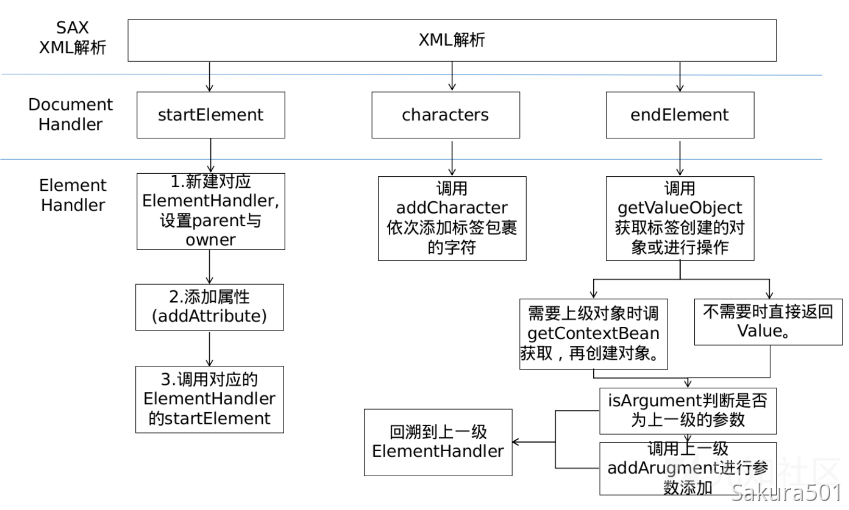 SAX
XML解析
XML解析
Document
Handler
startElement
characters
endElement
Element
Handler
1.新建对应
ElementHandler,
设置parent与
owner
调用
addCharacter
依次添加标签包裹
的字符
调用
getValueObject
获取标签创建的对
象或进行操作
2.添加属性
(addAttribute)
需要上级对象时调
getContextBean
获取，再创建对象。
不需要时直接返回
Value。
3.调用对应的
ElementHandler
的startElement
isArgument判断是否
为上一级的参数
回溯到上一级
ElementHandler
调用上一级
addArugment进行参
数添加
社区
Sakura501